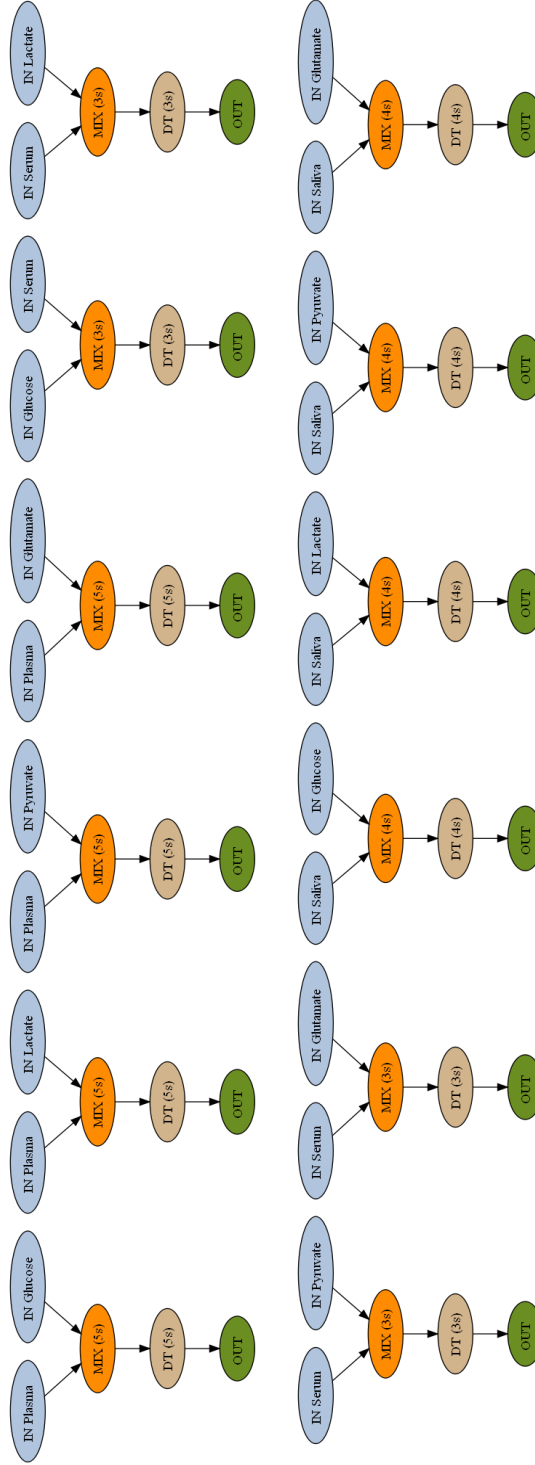 IN Plasma
IN Glucose
MIX (5s)
DT (5s)
OUT
IN Plasma
IN Lactate
MIX (5s)
DT (5s)
OUT
IN Plasma
IN Pyruvate
MIX (5s)
DT (5s)
OUT
IN Plasma
IN Glutamate
MIX (5s)
DT (5s)
OUT
IN Glucose
IN Serum
MIX (3s)
DT (3s)
OUT
IN Serum
IN Lactate
MIX (3s)
DT (3s)
OUT
IN Serum
IN Pyruvate
MIX (3s)
DT (3s)
OUT
IN Serum
IN Glutamate
MIX (3s)
DT (3s)
OUT
IN Saliva
IN Glucose
MIX (4s)
DT (4s)
OUT
IN Saliva
IN Lactate
MIX (4s)
DT (4s)
OUT
IN Saliva
IN Pyruvate
MIX (4s)
DT (4s)
OUT
IN Saliva
IN Glutamate
MIX (4s)
DT (4s)
OUT